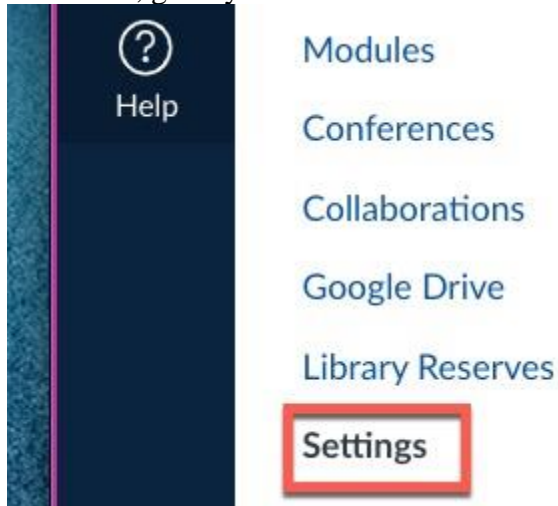 Help
Modules
Conferences
Collaborations
Google Drive
Library Reserves
Settings